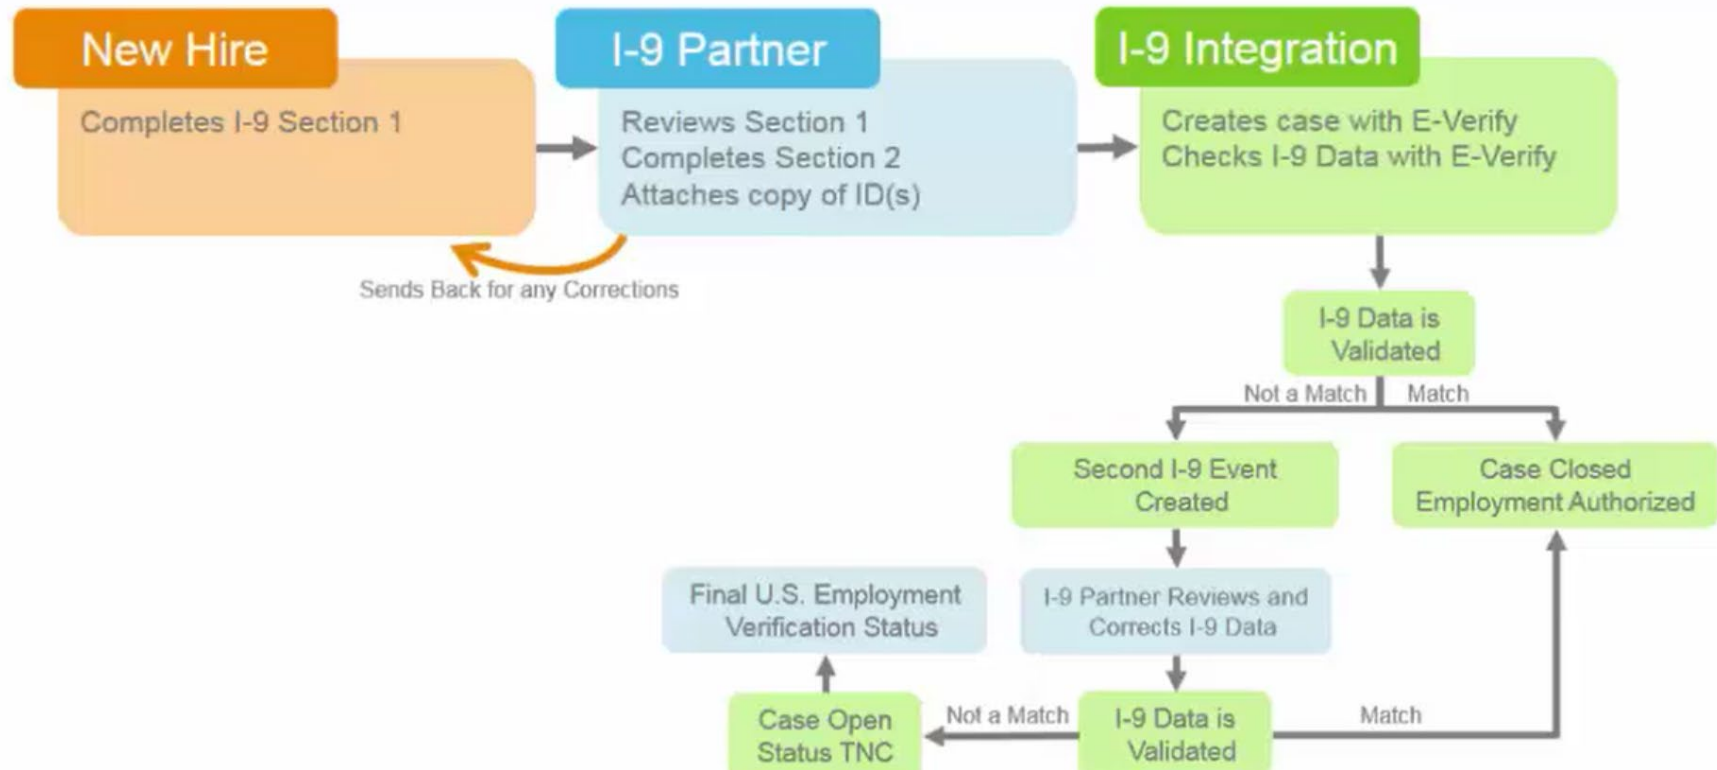 New Hire
Completes I-9 Section 1
I-9 Partner
Reviews Section 1
Completes Section 2
Attaches copy of ID(s)
Sends Back for any Corrections
I-9 Integration
Creates case with E-Verify
Checks I-9 Data with E-Verify
I-9 Data is
Validated
Not a Match
Match
Second I-9 Event
Created
Case Closed
Employment Authorized
I-9 Partner Reviews and
Corrects I-9 Data
I-9 Data is
Validated
Match
Not a Match
Case Open
Status TNC
Final U.S. Employment
Verification Status